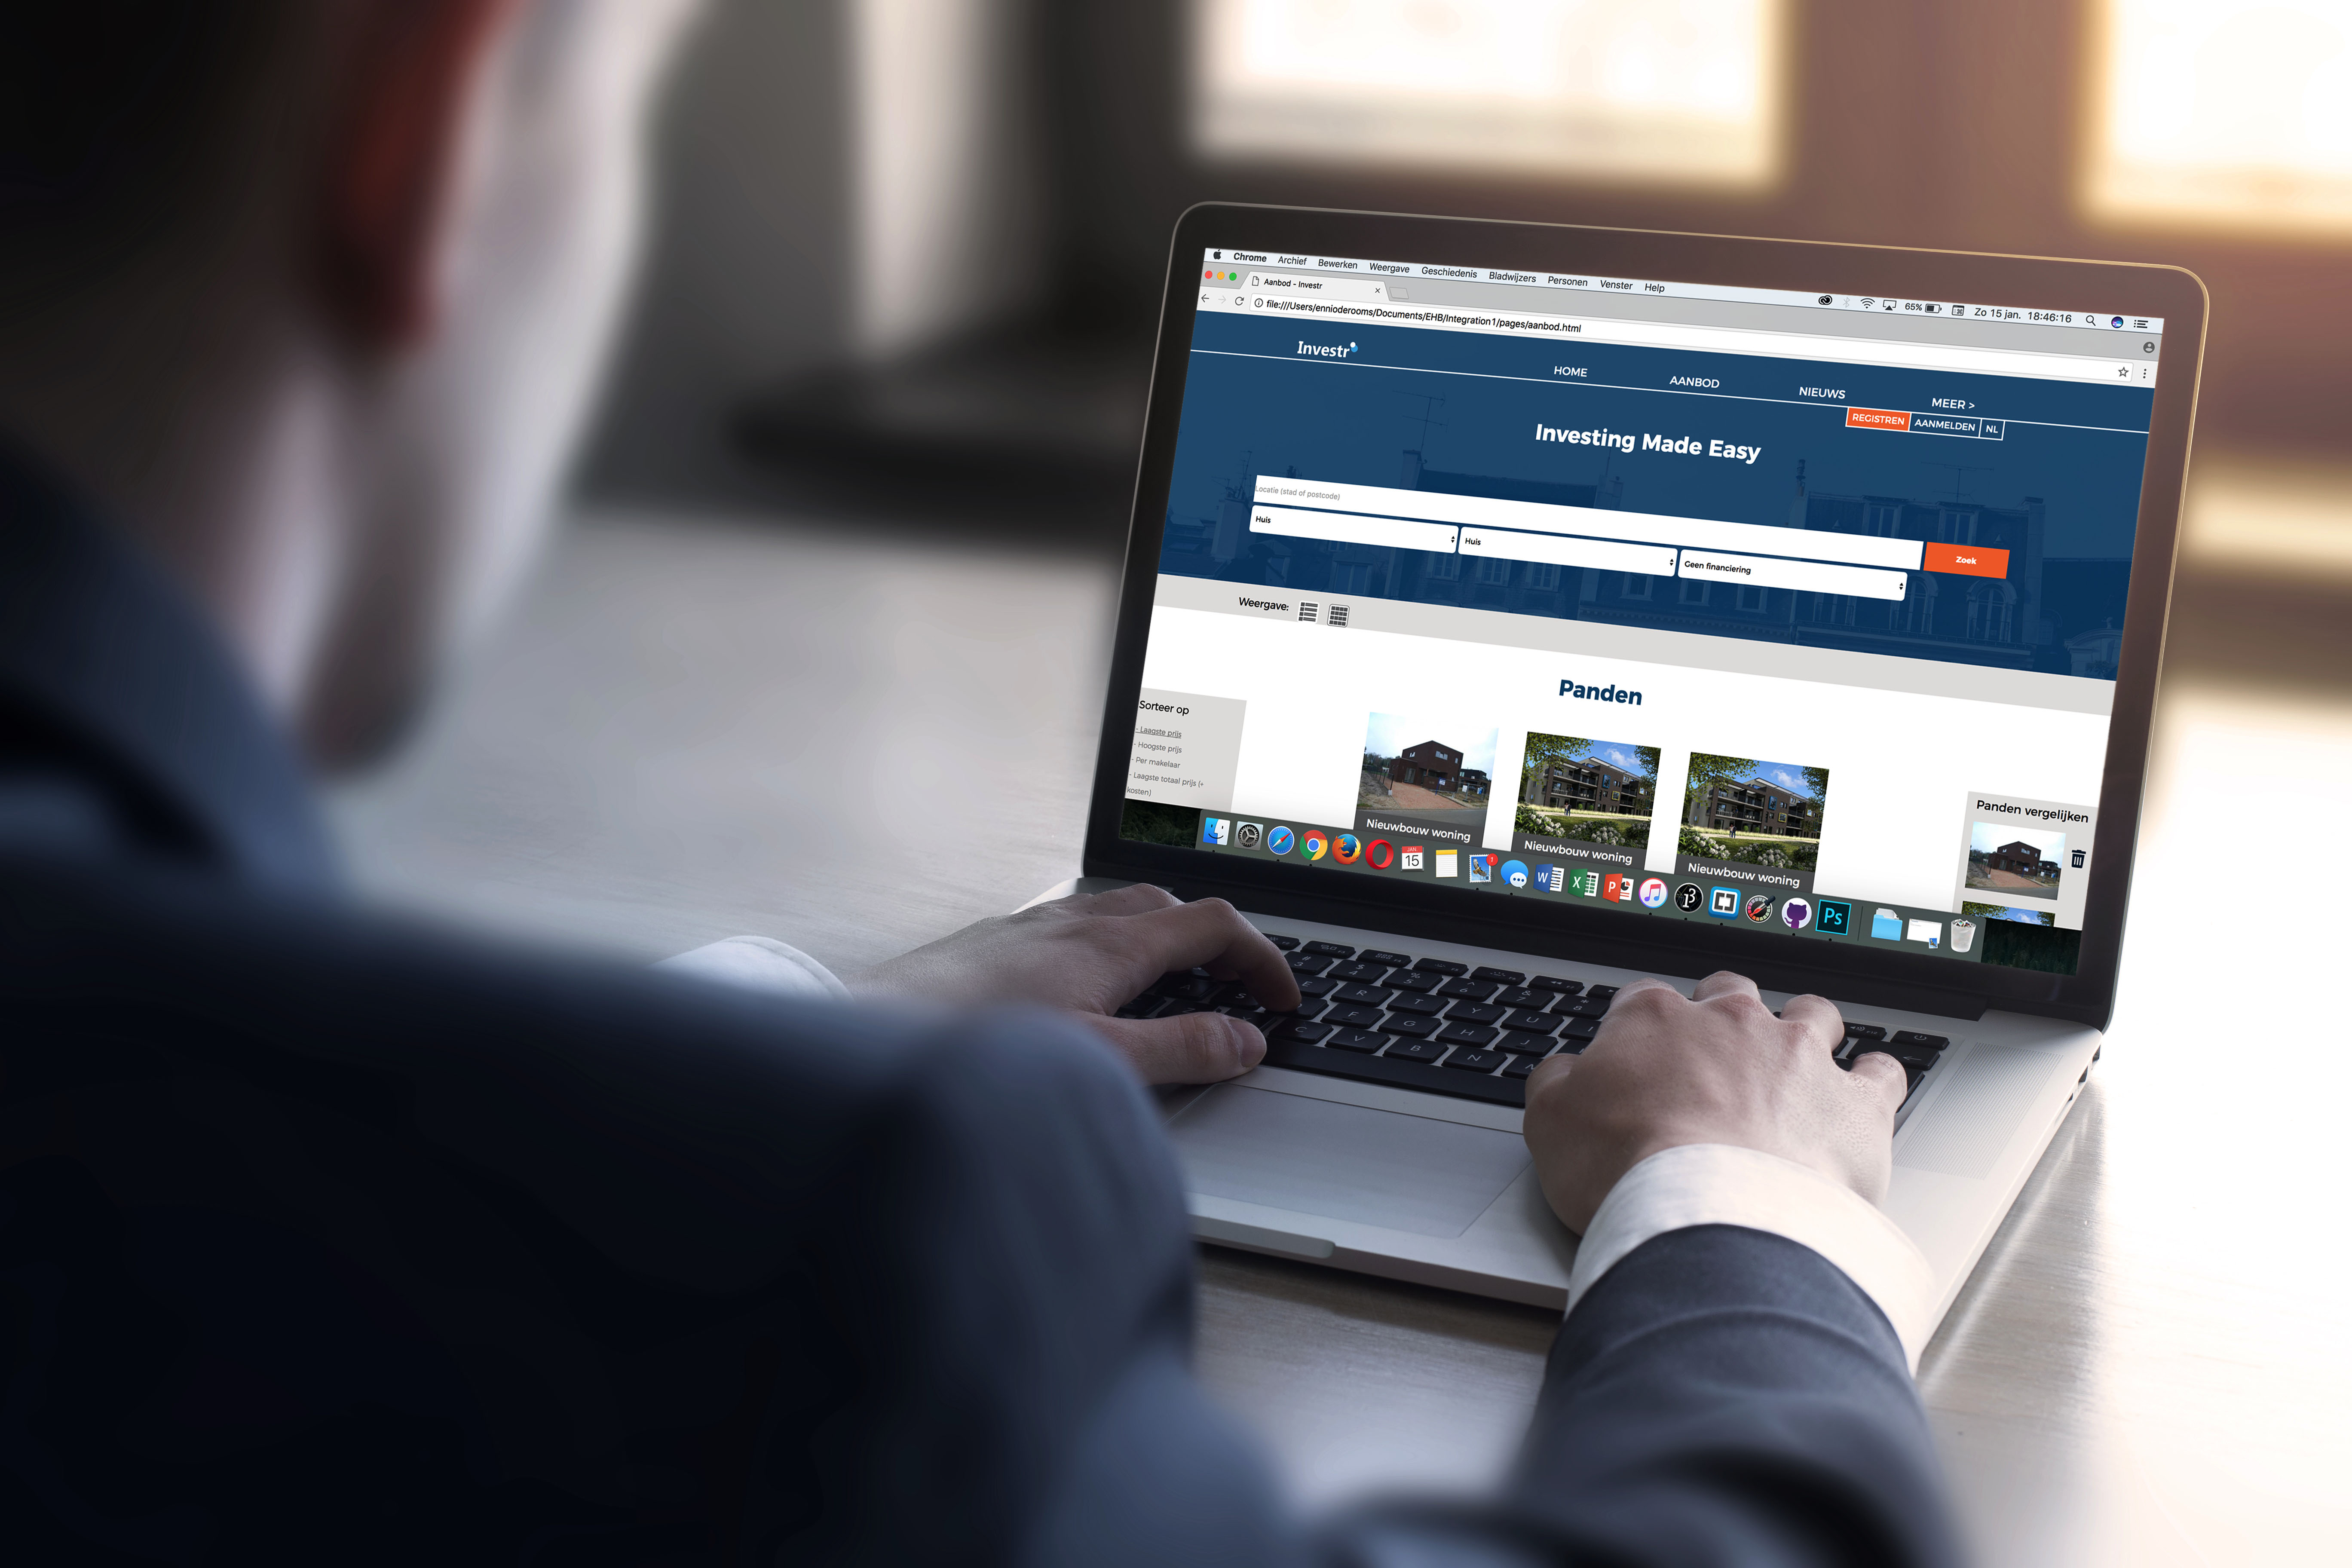 Chrome Archief Bewerken Weergave Geschiedenis Bladwijzers Personen Venster Help 65% Zo 15 jan. 18:46:16
Aanbod - Investr
file:///Users/ennioderooms/Documents/EHB/Integration1/pages/aanbod.html
Investr
HOME AANBOD NIEUWS MEER >
REGISTREN AANMELDEN NL
Investing Made Easy
Locatie (stad of postcode)
Huis Huis Geen financiering Zoek
Weergave:
Panden
Sorteer op
- Laagste prijs
- Hoogste prijs
- Per makelaar
- Laagste totaal prijs (+
kosten)
Nieuwbouw woning Nieuwbouw woning Nieuwbouw woning
Panden vergelijken
JAN
15
1
W X P
Ps
E R T Y U I
S F G H J
C V B N